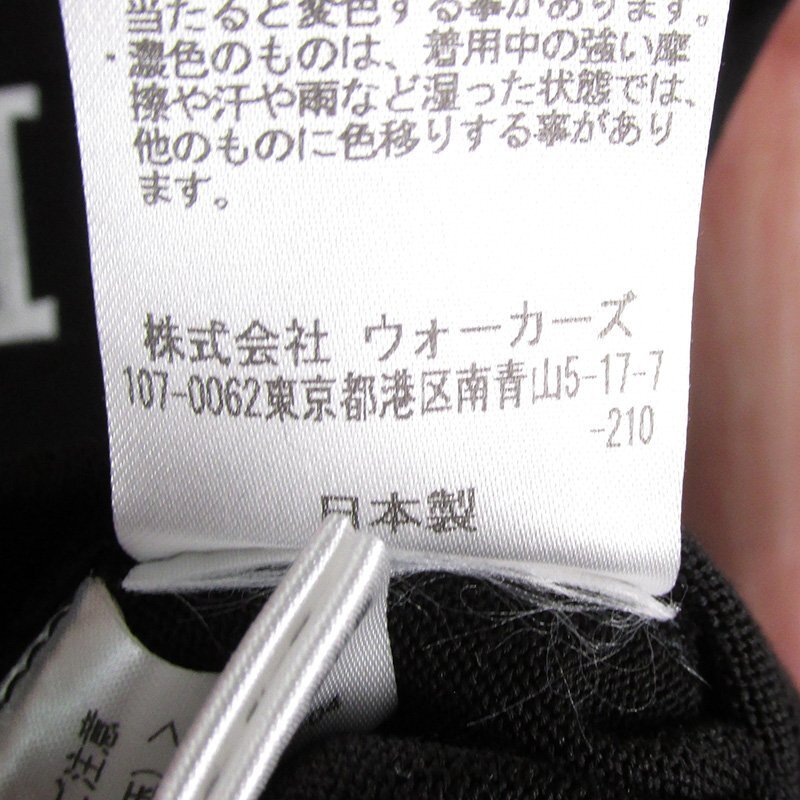 当たると変色する事があります。
・濃色のものは、着用中の強い摩
擦や汗や雨など湿った状態では、
他のものに色移りする事があり
ます。
株式会社 ウォーカーズ
107-0062東京都港区南青山5-17-7
-210
日本製
ご注意